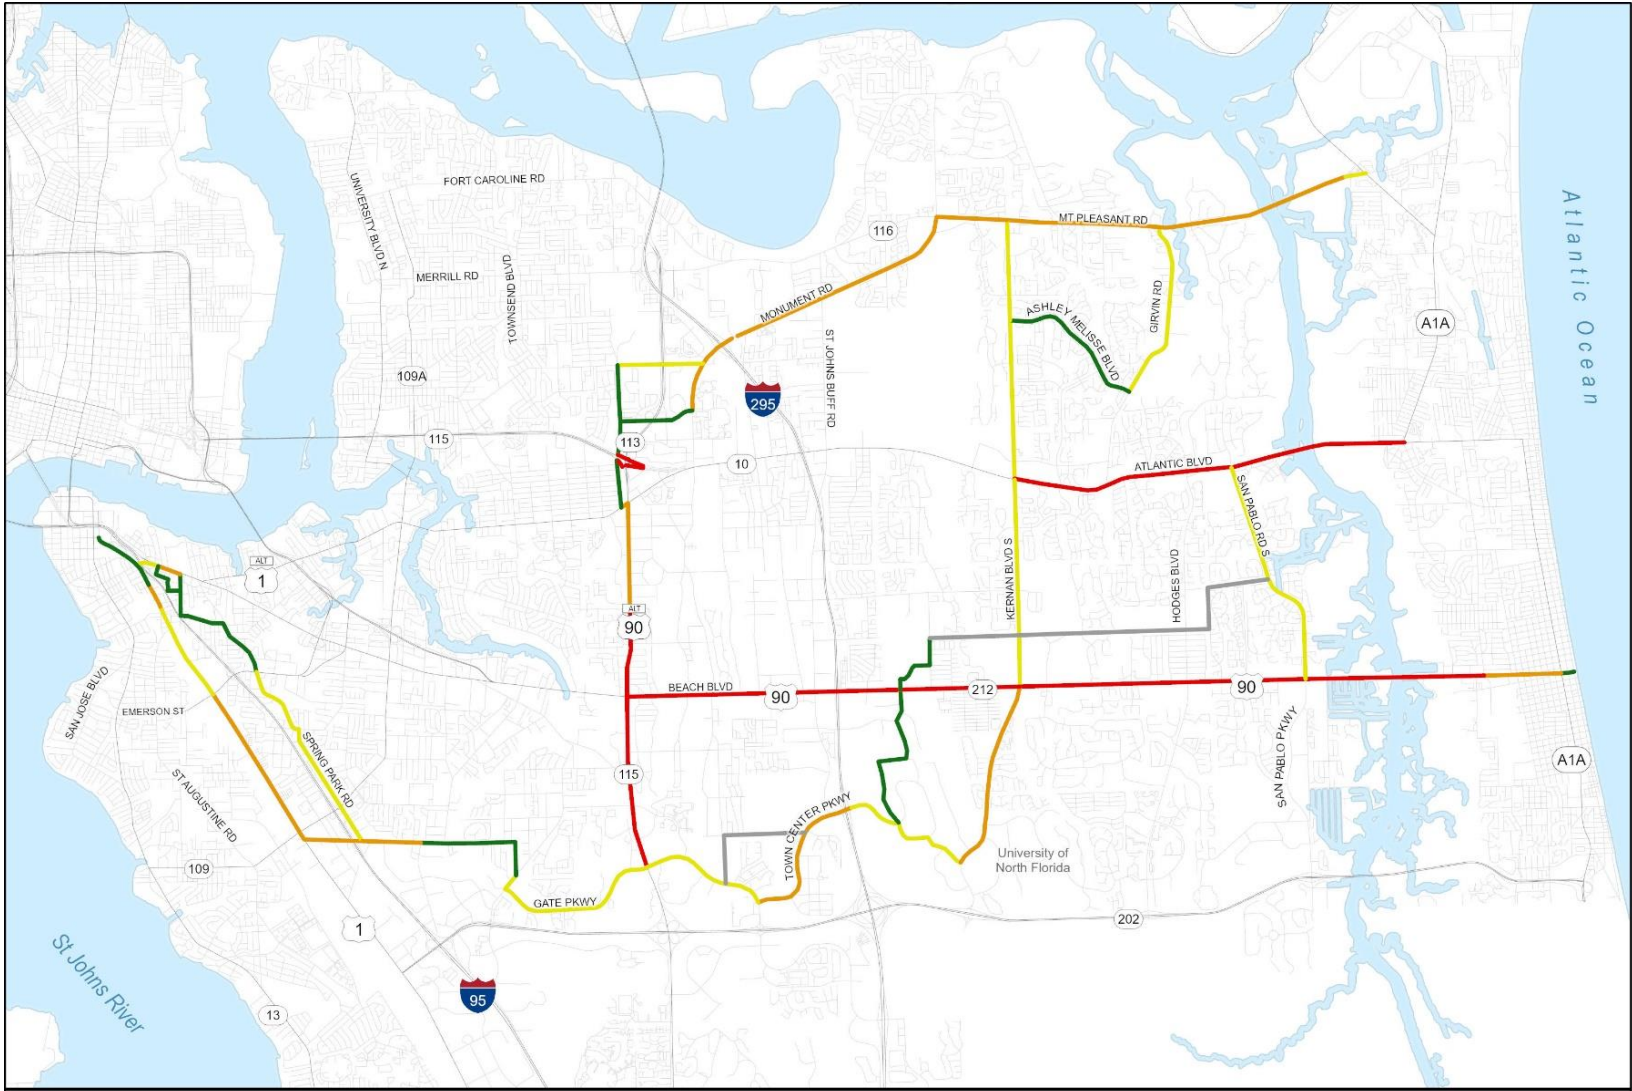 FORT CAROLINE RD
UNIVERSITY BLVD N
MERRILL RD
TOWNSEND BLVD
116
MT PLEASANT RD
Atlantic Ocean
MONUMENT RD
GIRVIN RD
ASHLEY MELISSE BLVD
A1A
ST JOHNS BUFF RD
109A
295
115
113
10
ATLANTIC BLVD
SAN PABLO RD S
ALT
1
KERNAN BLVD S
HODGES BLVD
ALT
90
SAN JOSE BLVD
BEACH BLVD
90
212
90
EMERSON ST
SPRING PARK RD
SAN PABLO PKWY
ST AUGUSTINE RD
115
A1A
TOWN CENTER PKWY
University of
North Florida
109
GATE PKWY
1
202
St Johns River
95
13